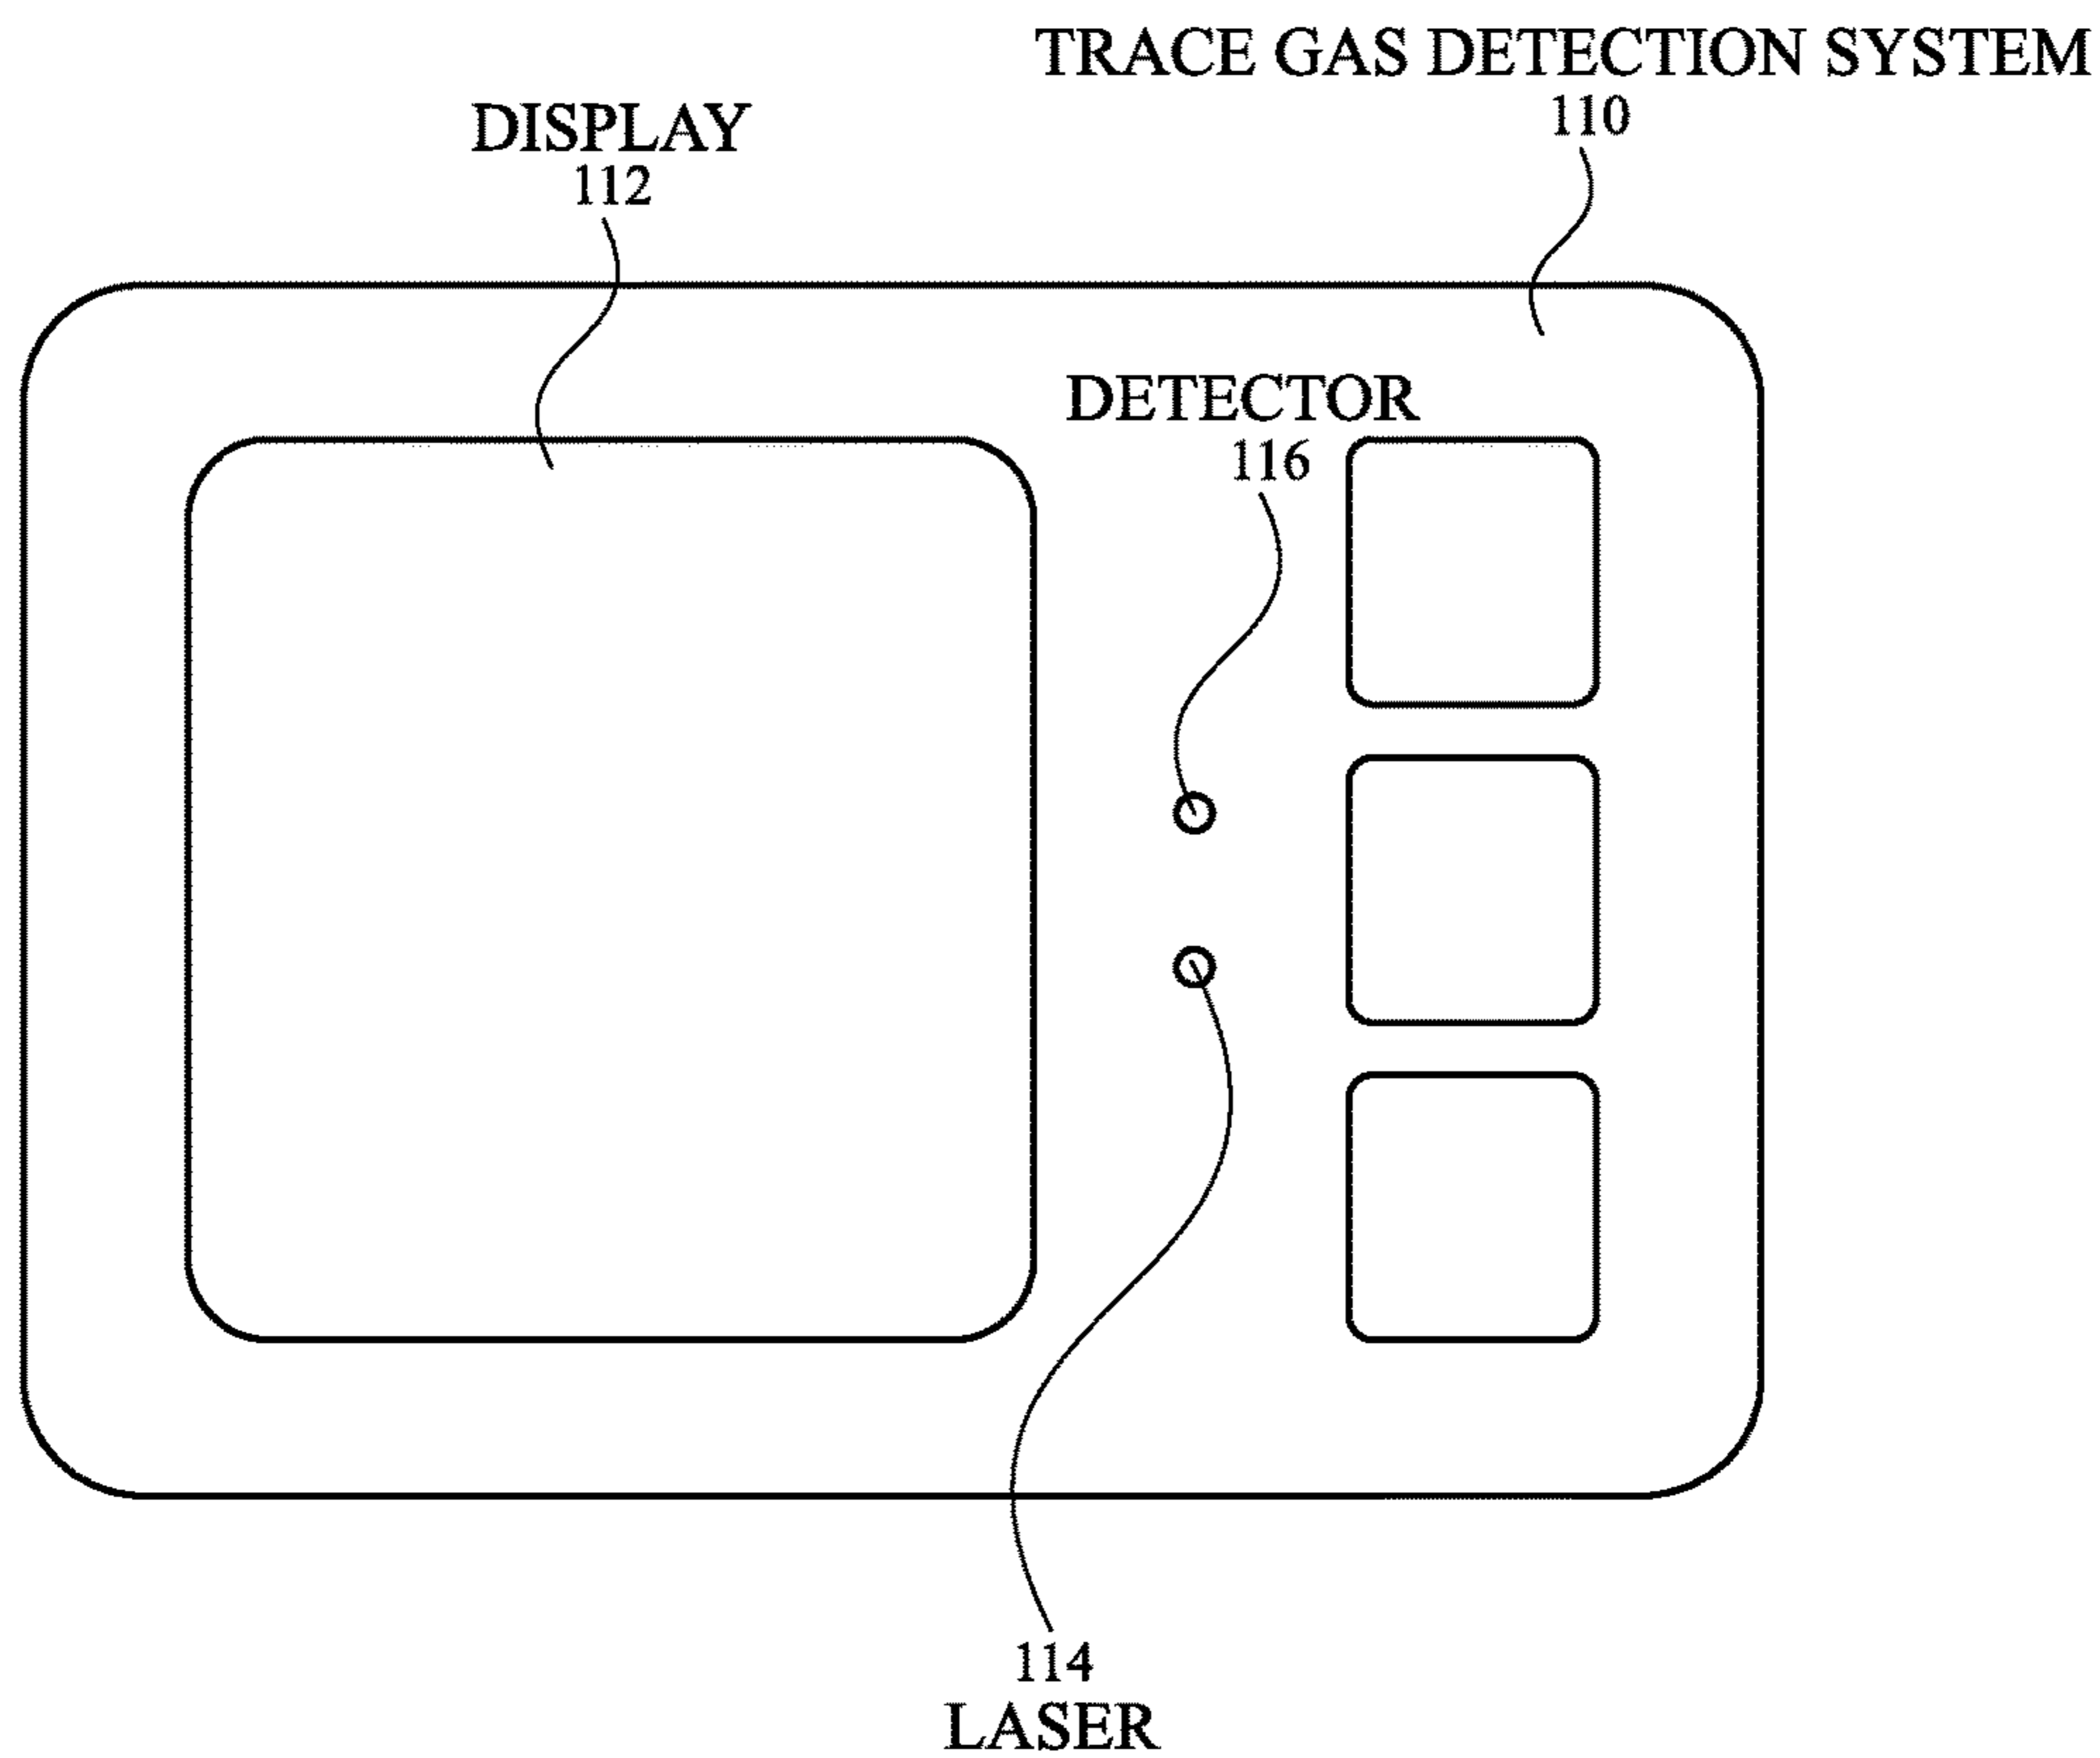 TRACE GAS DETECTION SYSTEM
110
DISPLAY
112
DETECTOR
116
114
LASER